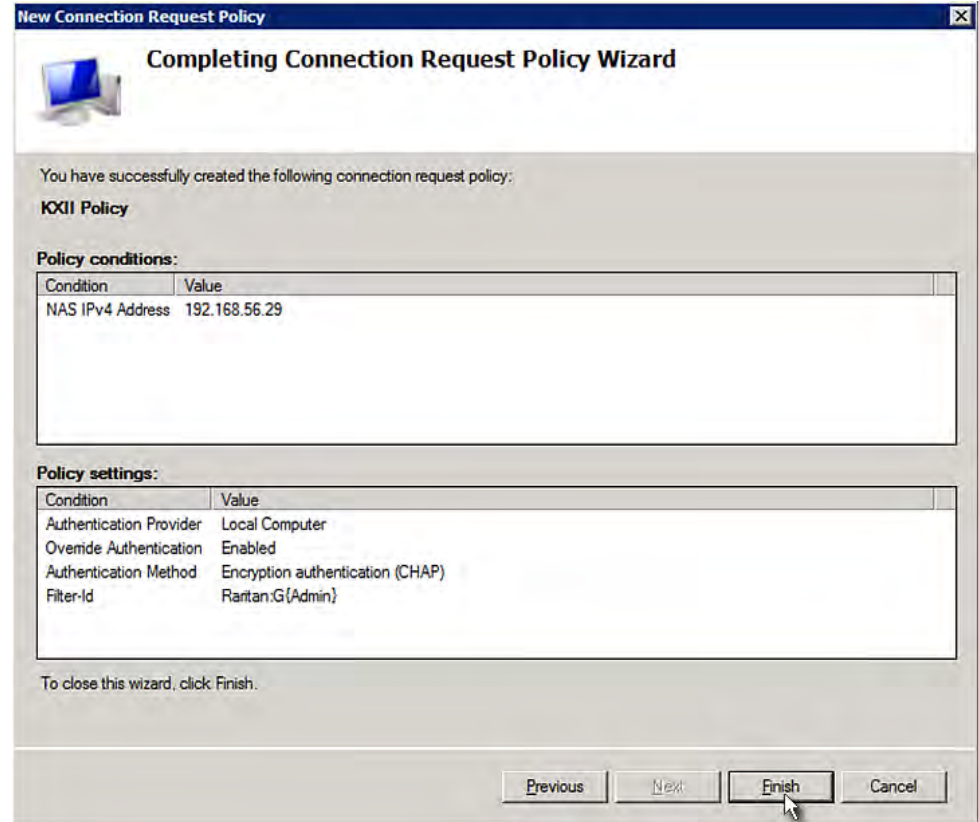 New Connection Request Policy
Completing Connection Request Policy Wizard
You have successfully created the following connection request policy:
KXII Policy
Policy conditions:
Condition Value
NAS IPv4 Address 192.168.56.29
Policy settings:
Condition Value
Authentication Provider Local Computer
Override Authentication Enabled
Authentication Method Encryption authentication (CHAP)
Filter-Id Raritan:G{Admin}
To close this wizard, click Finish.
Previous Next Finish Cancel